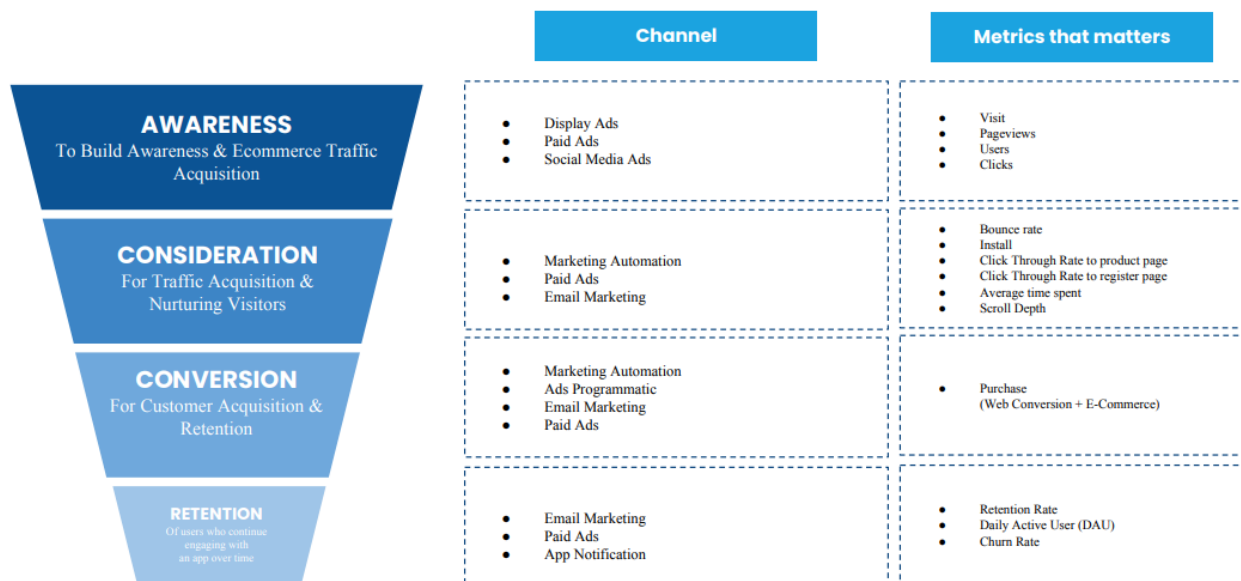 Channel
Metrics that matters
AWARENESS
To Build Awareness & Ecommerce Traffic
Acquisition
● Display Ads
● Paid Ads
● Social Media Ads
● Visit
● Pageviews
● Users
● Clicks
CONSIDERATION
For Traffic Acquisition &
Nurturing Visitors
● Marketing Automation
● Paid Ads
● Email Marketing
● Bounce rate
● Install
● Click Through Rate to product page
● Click Through Rate to register page
● Average time spent
● Scroll Depth
CONVERSION
For Customer Acquisition &
Retention
● Marketing Automation
● Ads Programmatic
● Email Marketing
● Paid Ads
● Purchase
(Web Conversion + E-Commerce)
RETENTION
Of users who continue
engaging with
an app over time
● Email Marketing
● Paid Ads
● App Notification
● Retention Rate
● Daily Active User (DAU)
● Churn Rate